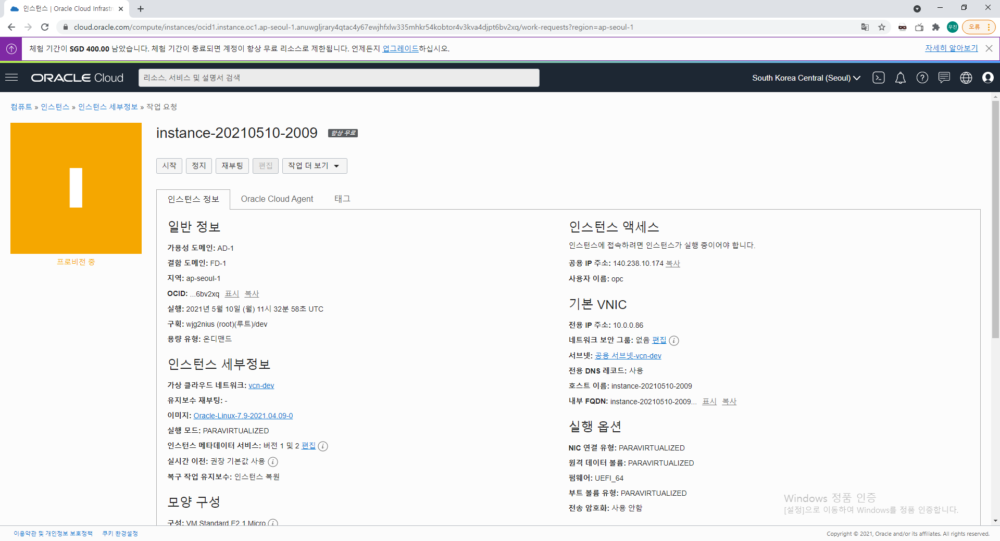 인스턴스 | Oracle Cloud Infrastr
cloud.oracle.com/compute/instances/ocid1.instance.oc1.ap-seoul-1.anuwgljrary4qtac4y67ewjhfxlw335mhkr54kobtor4v3kva4djpt6bv2xq/work-requests?region=ap-seoul-1
우진
오류
체험 기간이 SGD 400.00 남았습니다. 체험 기간이 종료되면 계정이 항상 무료 리소스로 제한됩니다. 언제든지 업그레이드하십시오.
자세히 알아보기
ORACLE Cloud
리소스, 서비스 및 설명서 검색
South Korea Central (Seoul)
컴퓨트 » 인스턴스 » 인스턴스 세부정보 » 작업 요청
I
프로비전 중
instance-20210510-2009 항상 무료
시작 정지 재부팅 편집 작업 더 보기
인스턴스 정보 Oracle Cloud Agent 태그
일반 정보
가용성 도메인: AD-1
결함 도메인: FD-1
지역: ap-seoul-1
OCID: ...6bv2xq 표시 복사
실행: 2021년 5월 10일 (월) 11시 32분 58초 UTC
구획: wjg2nius (root)(루트)/dev
용량 유형: 온디맨드
인스턴스 세부정보
가상 클라우드 네트워크: vcn-dev
유지보수 재부팅: -
이미지: Oracle-Linux-7.9-2021.04.09-0
실행 모드: PARAVIRTUALIZED
인스턴스 메타데이터 서비스: 버전 1 및 2 편집
실시간 이전: 권장 기본값 사용
복구 작업 유지보수: 인스턴스 복원
모양 구성
구성: VM.Standard.E2.1.Micro
인스턴스 액세스
인스턴스에 접속하려면 인스턴스가 실행 중이어야 합니다.
공용 IP 주소: 140.238.10.174 복사
사용자 이름: opc
기본 VNIC
전용 IP 주소: 10.0.0.86
네트워크 보안 그룹: 없음 편집
서브넷: 공용 서브넷-vcn-dev
전용 DNS 레코드: 사용
호스트 이름: instance-20210510-2009
내부 FQDN: instance-20210510-2009... 표시 복사
실행 옵션
NIC 연결 유형: PARAVIRTUALIZED
원격 데이터 볼륨: PARAVIRTUALIZED
펌웨어: UEFI_64
부트 볼륨 유형: PARAVIRTUALIZED
전송 암호화: 사용 안함
Windows 정품 인증
[설정]으로 이동하여 Windows를 정품 인증합니다.
이용약관 및 개인정보 보호정책 쿠키 환경설정
Copyright © 2021, Oracle and/or its affiliates. All rights reserved.